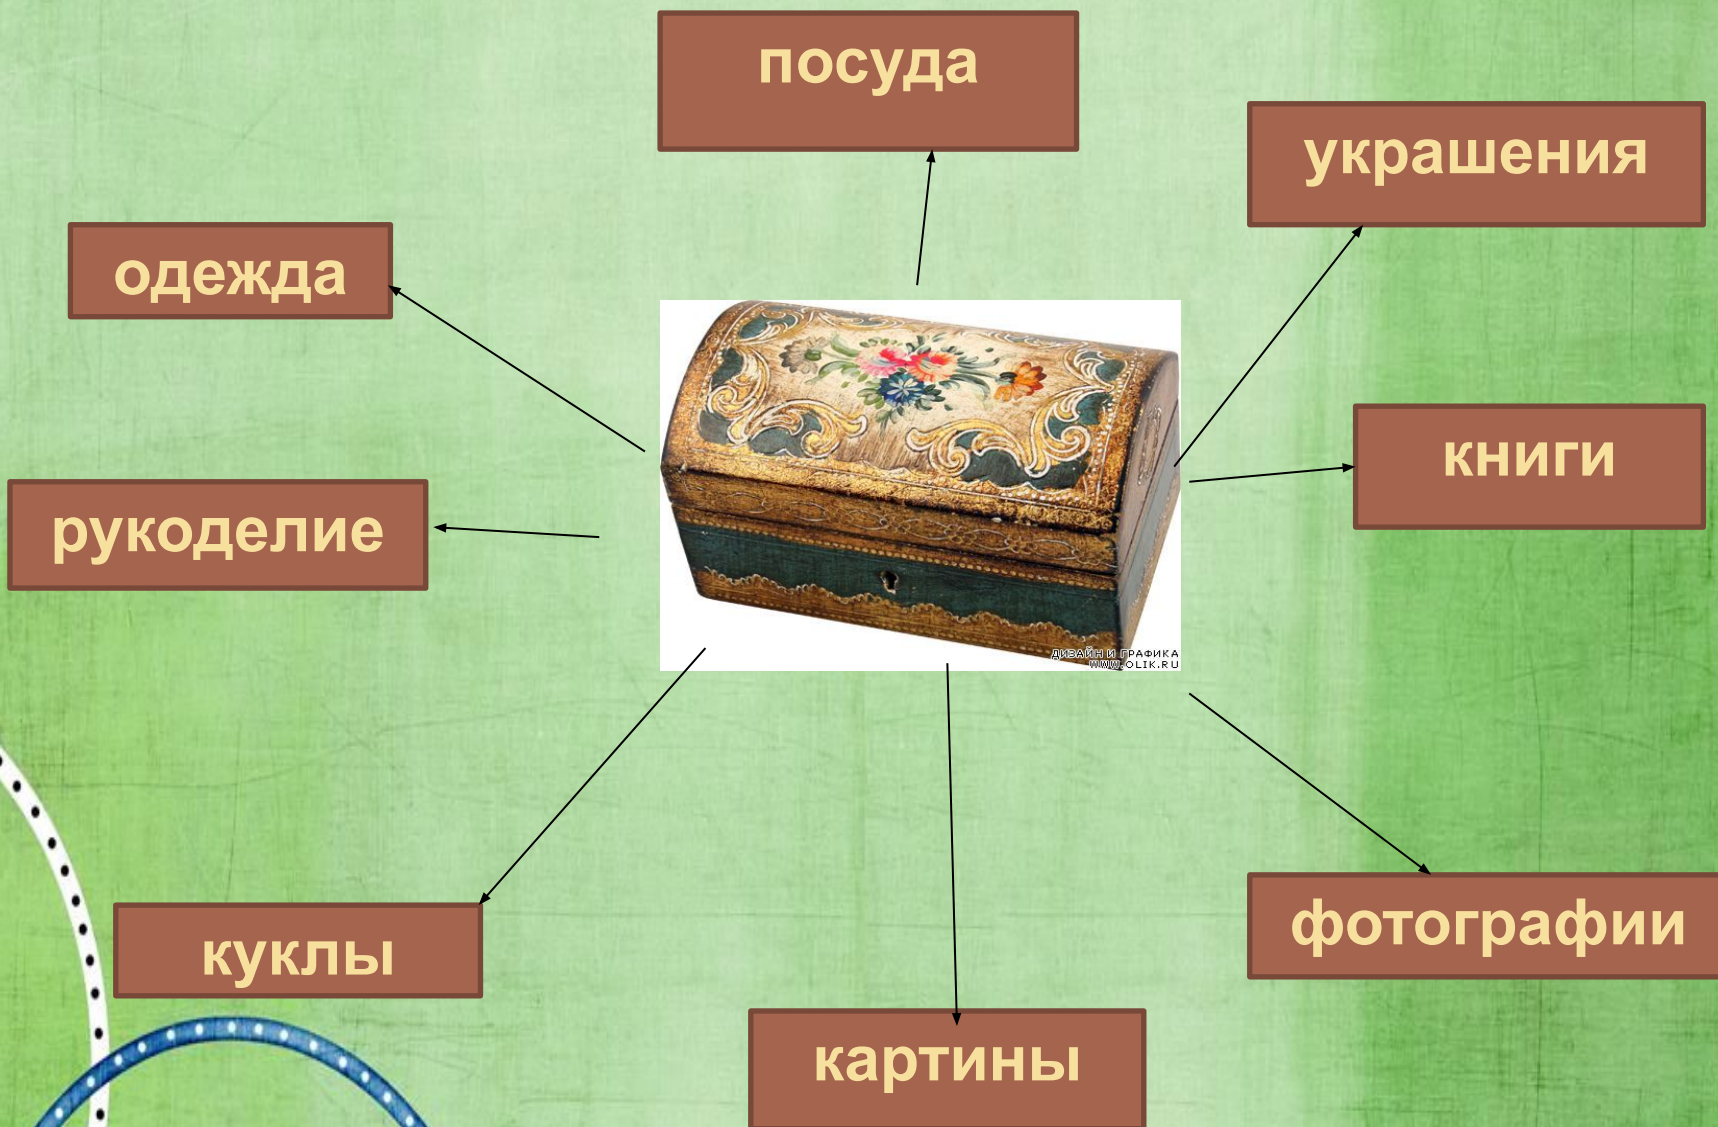 посуда
украшения
одежда
книги
рукоделие
ДИЗАЙН И ГРАФИКА
WWW.OLIK.RU
фотографии
куклы
картины